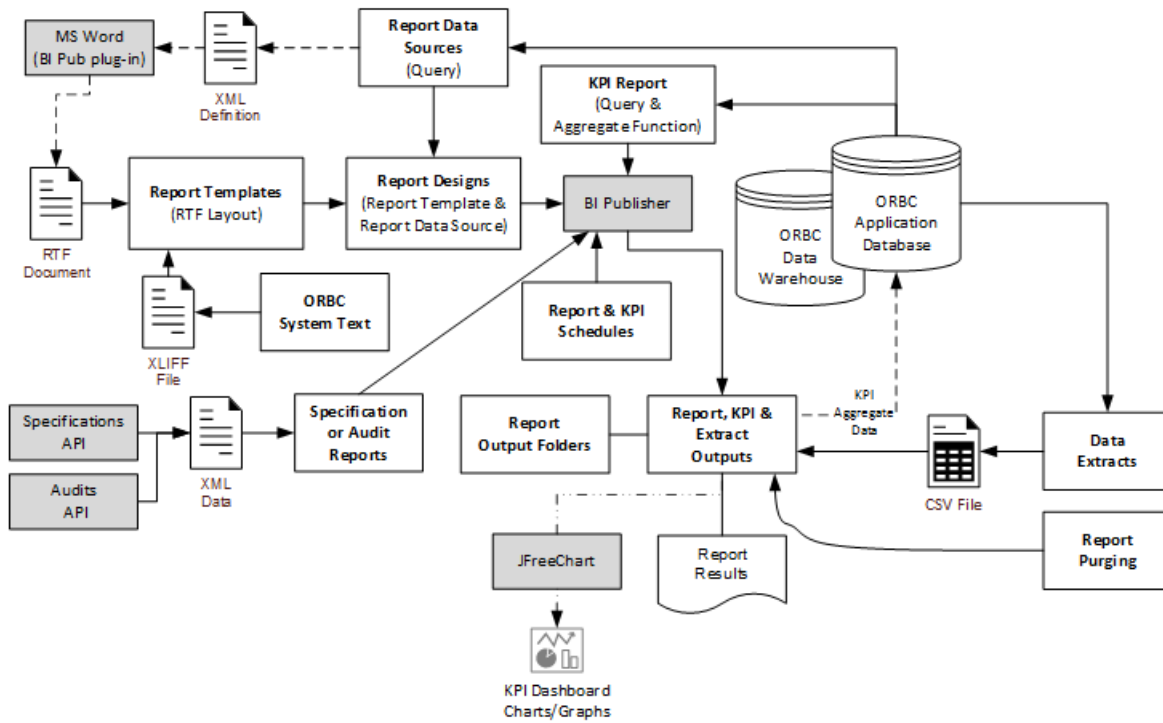 MS Word
(BI Pub plug-in)
XML
Definition
Report Data
Sources
(Query)
KPI Report
(Query &
Aggregate Function)
RTF
Document
Report Templates
(RTF Layout)
Report Designs
(Report Template &
Report Data Source)
BI Publisher
ORBC
Data
Warehouse
ORBC
Application
Database
XLIFF
File
ORBC
System Text
Report & KPI
Schedules
Specifications
API
Audits
API
XML
Data
Specification
or Audit
Reports
Report
Output Folders
Report, KPI &
Extract
Outputs
KPI
Aggregate
Data
CSV File
Data
Extracts
Report
Purging
JFreeChart
Report
Results
KPI Dashboard
Charts/Graphs